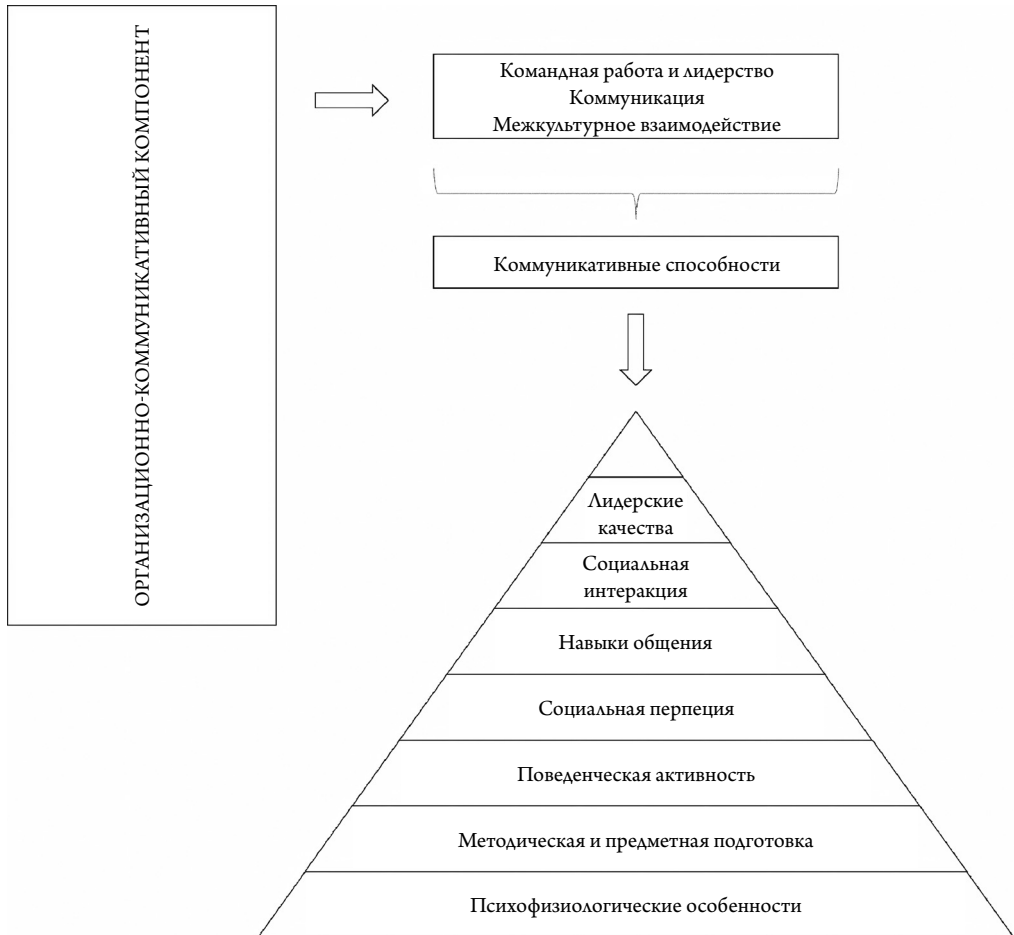 ОРГАНИЗАЦИОННО-КОММУНИКАТИВНЫЙ КОМПОНЕНТ
Командная работа и лидерство
Коммуникация
Межкультурное взаимодействие
Коммуникативные способности
Лидерские
качества
Социальная
интеракция
Навыки общения
Социальная перпеция
Поведенческая активность
Методическая и предметная подготовка
Психофизиологические особенности